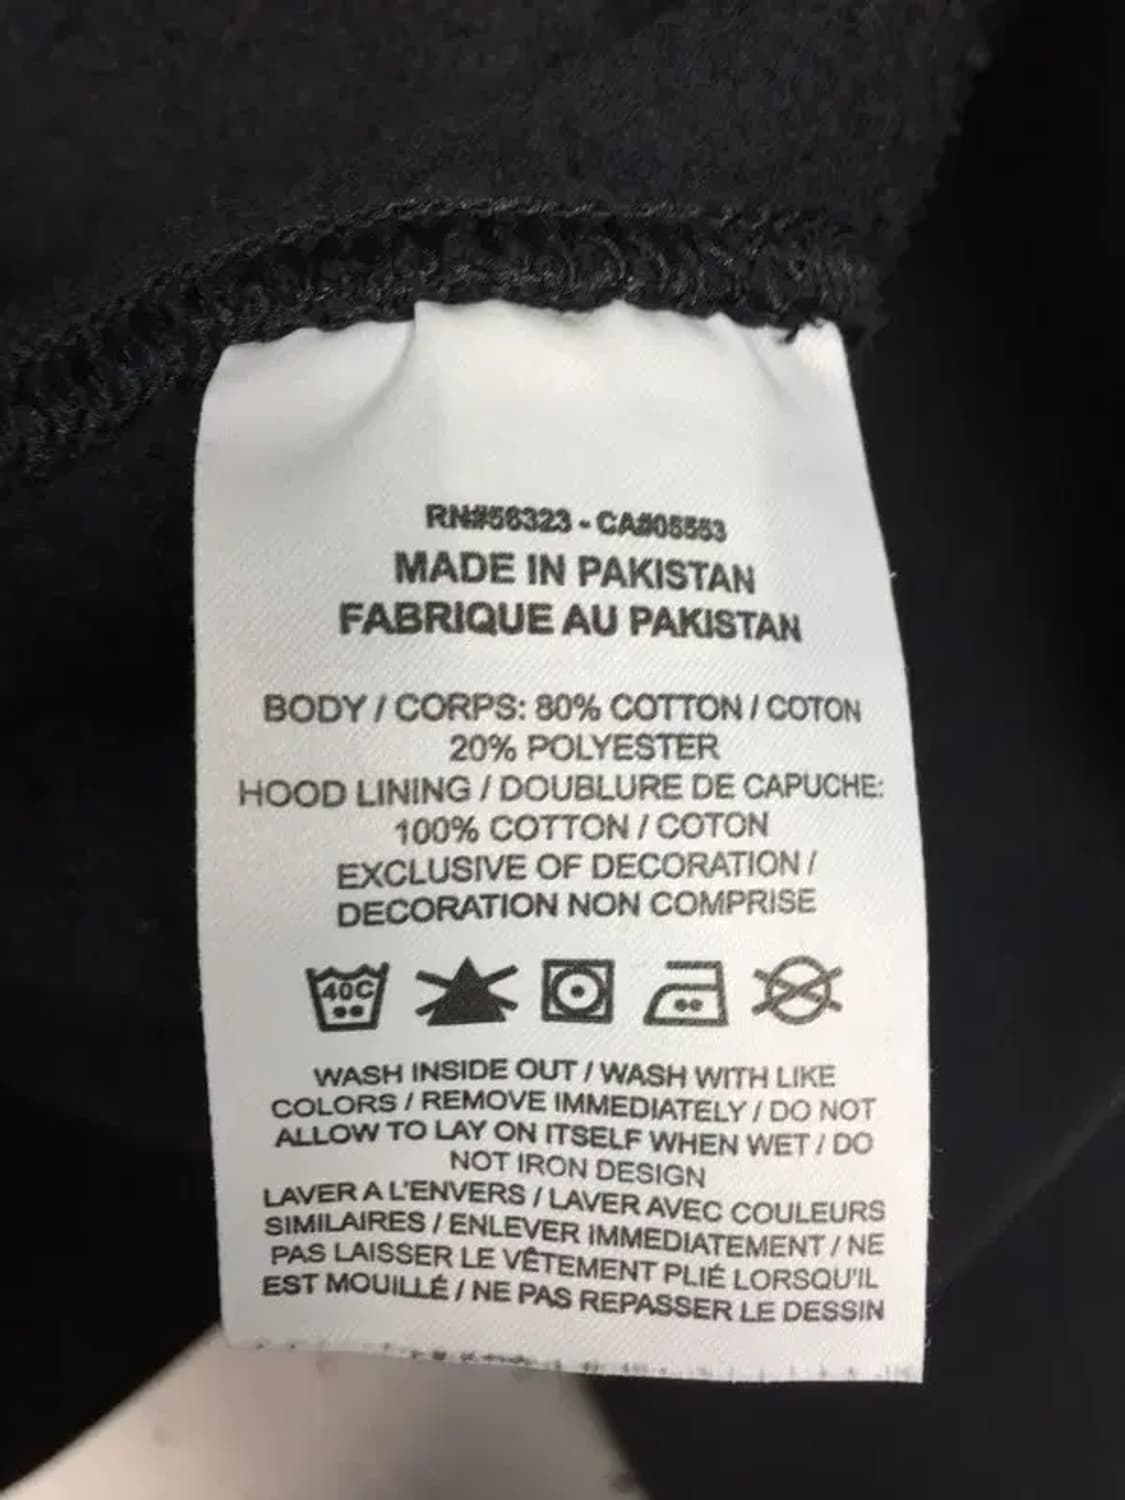 RN#56323 - CA#05553
MADE IN PAKISTAN
FABRIQUE AU PAKISTAN
BODY / CORPS: 80% COTTON / COTON
20% POLYESTER
HOOD LINING / DOUBLURE DE CAPUCHE:
100% COTTON / COTON
EXCLUSIVE OF DECORATION /
DECORATION NON COMPRISE
40C
WASH INSIDE OUT / WASH WITH LIKE
COLORS / REMOVE IMMEDIATELY / DO NOT
ALLOW TO LAY ON ITSELF WHEN WET / DO
NOT IRON DESIGN
LAVER A L'ENVERS / LAVER AVEC COULEURS
SIMILAIRES / ENLEVER IMMEDIATEMENT / NE
PAS LAISSER LE VÊTEMENT PLIÉ LORSQU'IL
EST MOUILLÉ / NE PAS REPASSER LE DESSIN